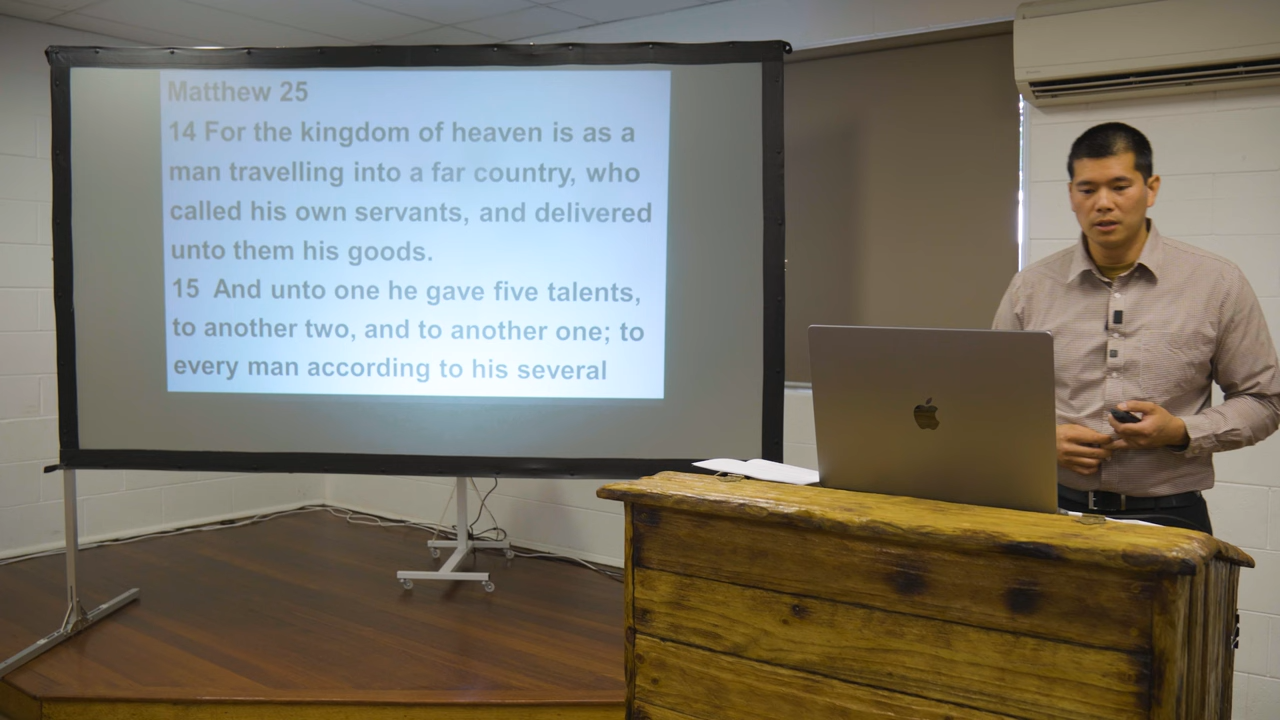 Matthew 25
14 For the kingdom of heaven is as a
man travelling into a far country, who
called his own servants, and delivered
unto them his goods.
15  And unto one he gave five talents,
to another two, and to another one; to
every man according to his several